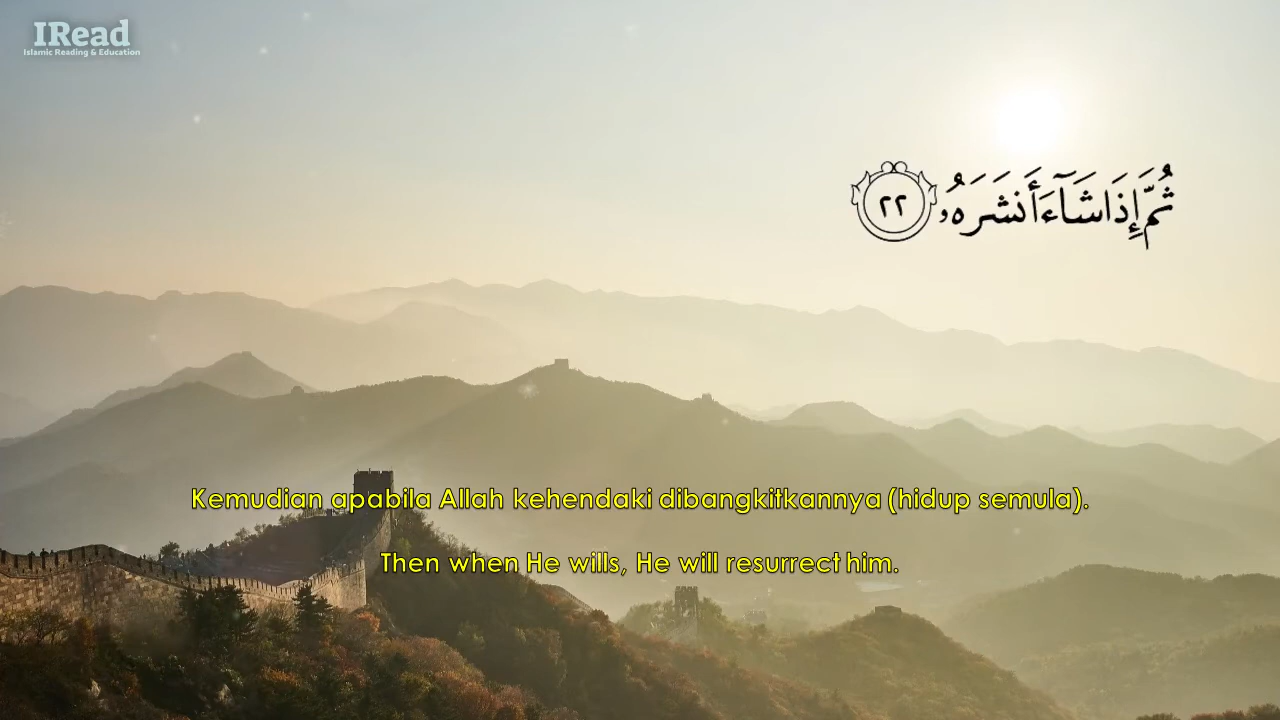 IRead
Islamic Reading & Education
ثُمَّ إِذَا شَآءَ أَنشَرَهُۥ ٢٢
Kemudian apabila Allah kehendaki dibangkitkannya (hidup semula).
Then when He wills, He will resurrect him.